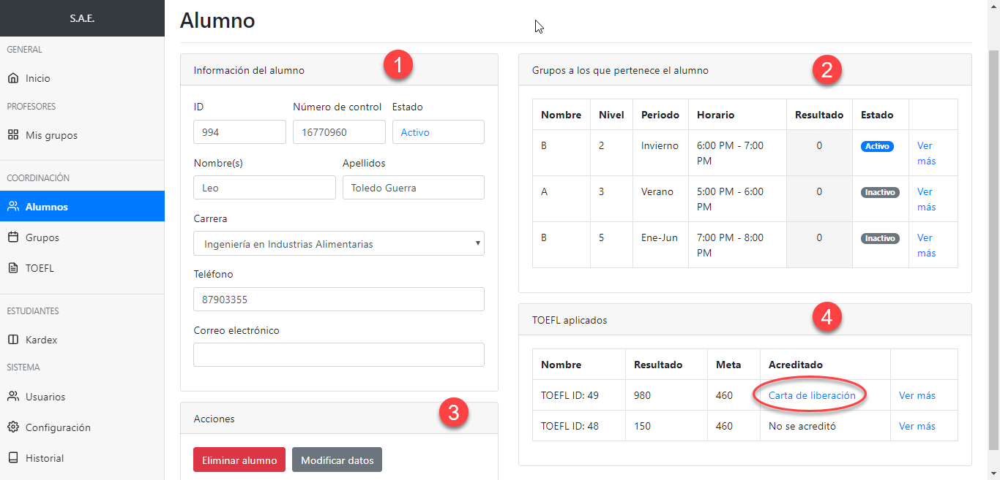 S.A.E.
GENERAL
Inicio
PROFESORES
Mis grupos
COORDINACIÓN
Alumnos
Grupos
TOEFL
ESTUDIANTES
Kardex
SISTEMA
Usuarios
Configuración
Historial
Alumno
Información del alumno
1
ID Número de control Estado
994 16770960 Activo
Nombre(s) Apellidos
Leo Toledo Guerra
Carrera
Ingeniería en Industrias Alimentarias
Teléfono
87903355
Correo electrónico
Acciones
3
Eliminar alumno Modificar datos
Grupos a los que pertenece el alumno
2
Nombre Nivel Periodo Horario Resultado Estado
B 2 Invierno 6:00 PM - 7:00 0 Activo Ver
PM más
A 3 Verano 5:00 PM - 6:00 0 Inactivo Ver
PM más
B 5 Ene-Jun 7:00 PM - 8:00 0 Inactivo Ver
PM más
TOEFL aplicados
4
Nombre Resultado Meta Acreditado
TOEFL ID: 49 980 460 Carta de liberación Ver más
TOEFL ID: 48 150 460 No se acreditó Ver más